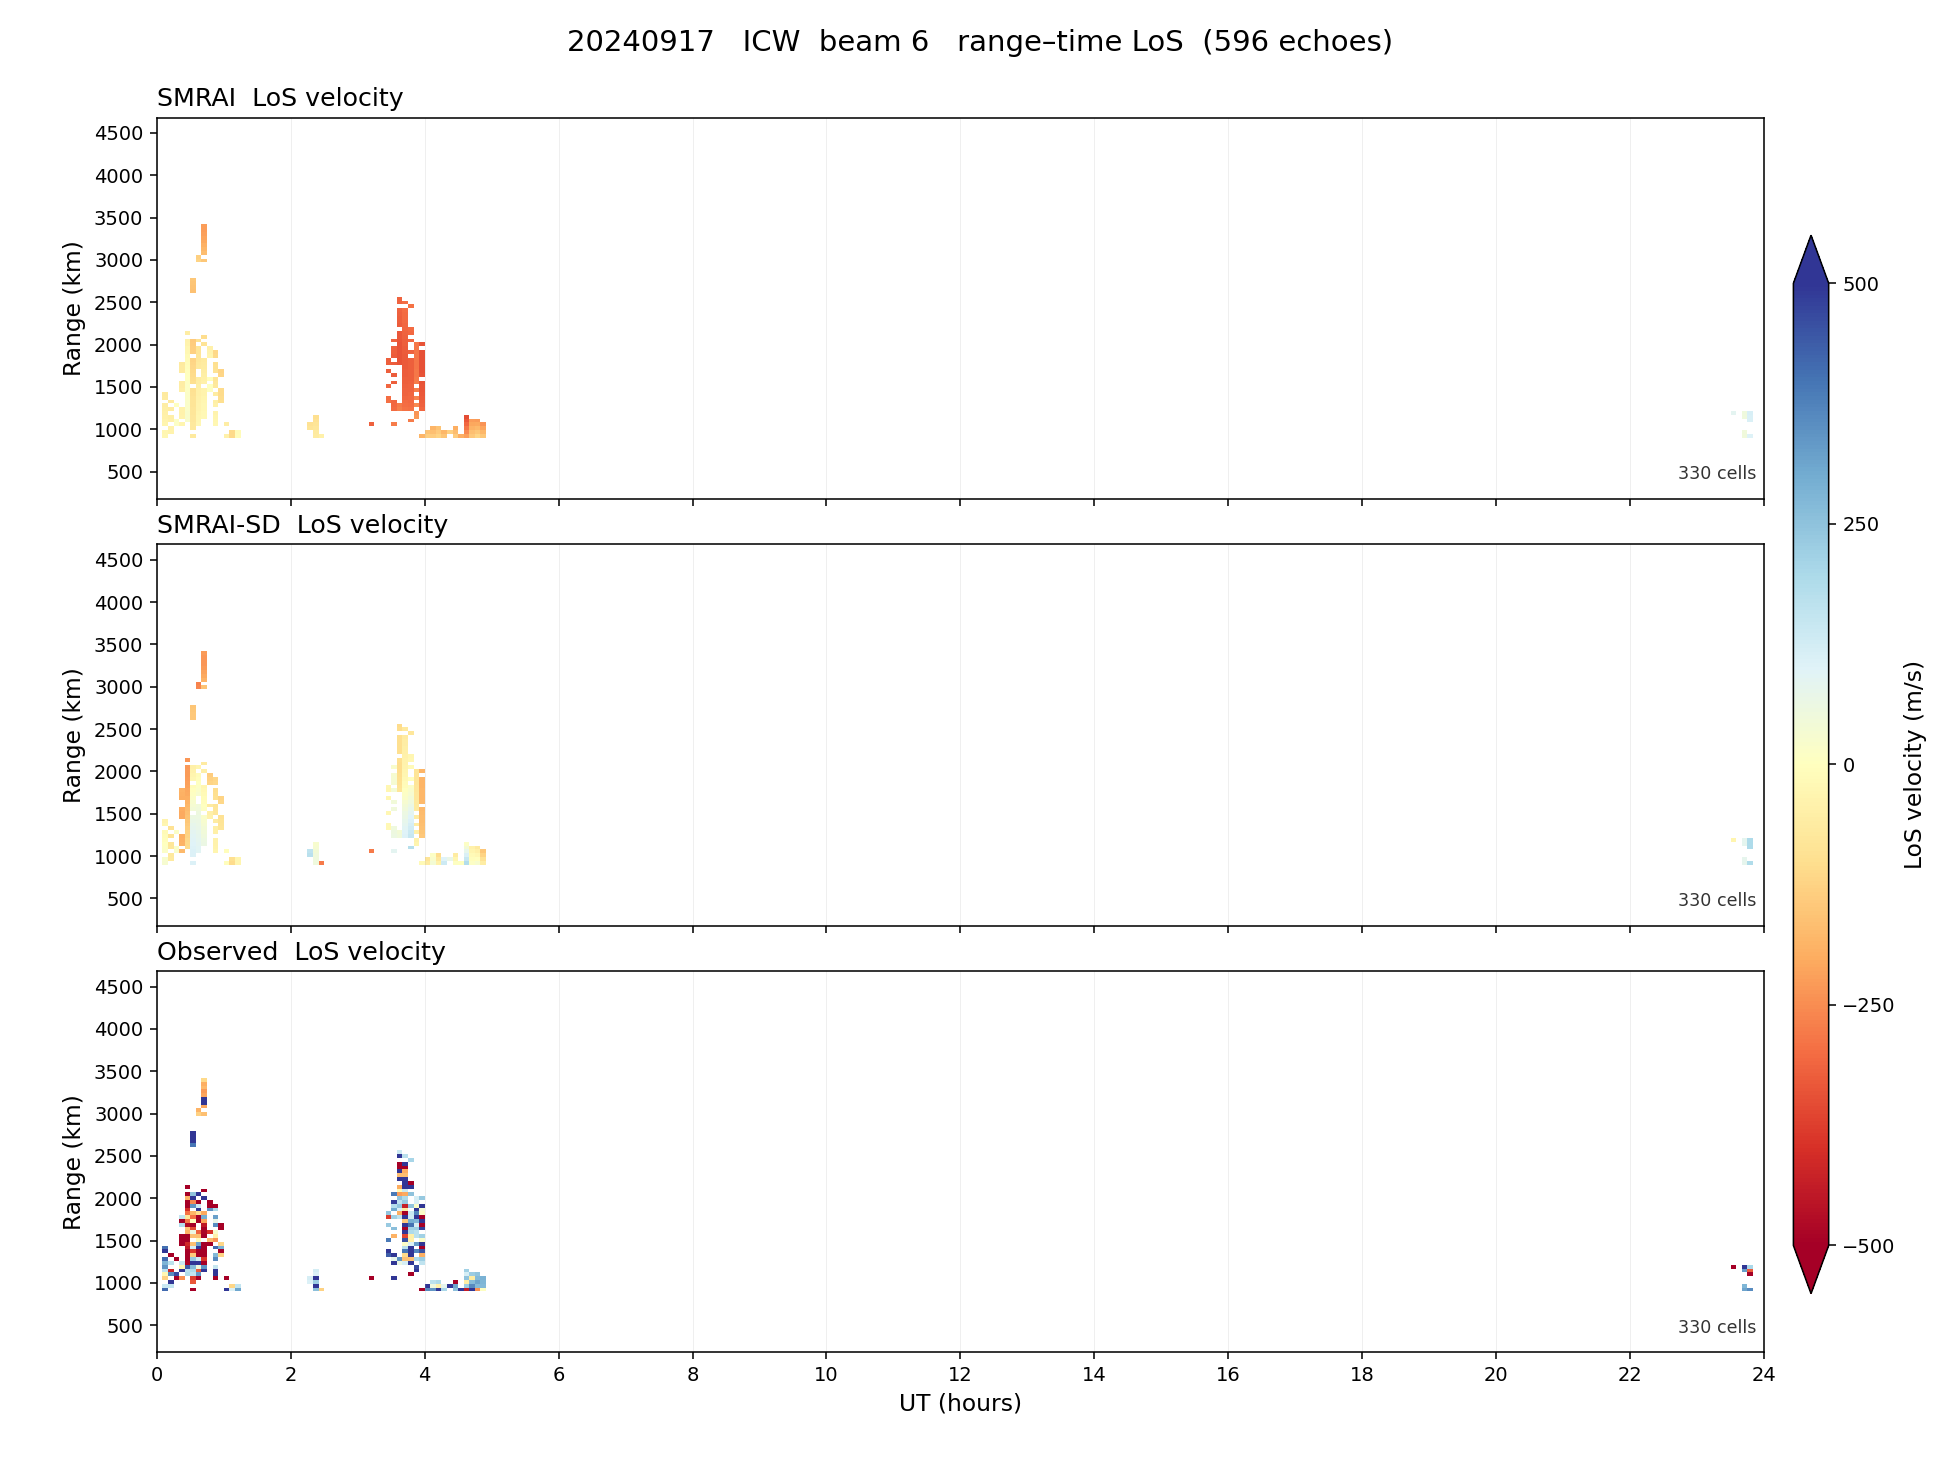 20240917   ICW  beam 6   range–time LoS  (596 echoes)
SMRAI  LoS velocity
4500
4000
3500
3000
2500
2000
1500
1000
500
Range (km)
330 cells
SMRAI-SD  LoS velocity
4500
4000
3500
3000
2500
2000
1500
1000
500
Range (km)
330 cells
Observed  LoS velocity
4500
4000
3500
3000
2500
2000
1500
1000
500
Range (km)
330 cells
0 2 4 6 8 10 12 14 16 18 20 22 24
UT (hours)
500
250
0
−250
−500
LoS velocity (m/s)